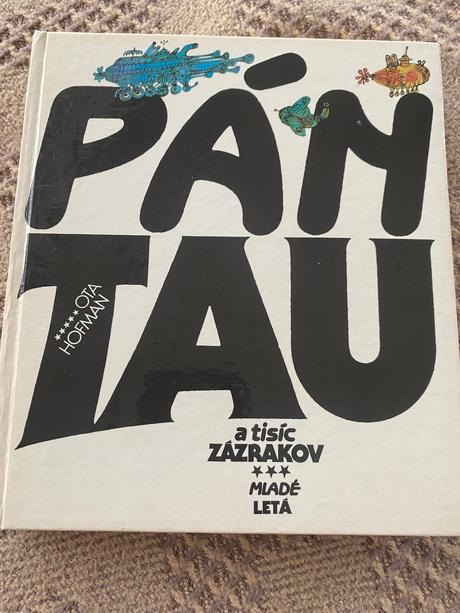 PÁN
TAU
OTA
★★★★★ HOFMAN
a tisíc
ZÁZRAKOV
★★★
MLADÉ
LETÁ